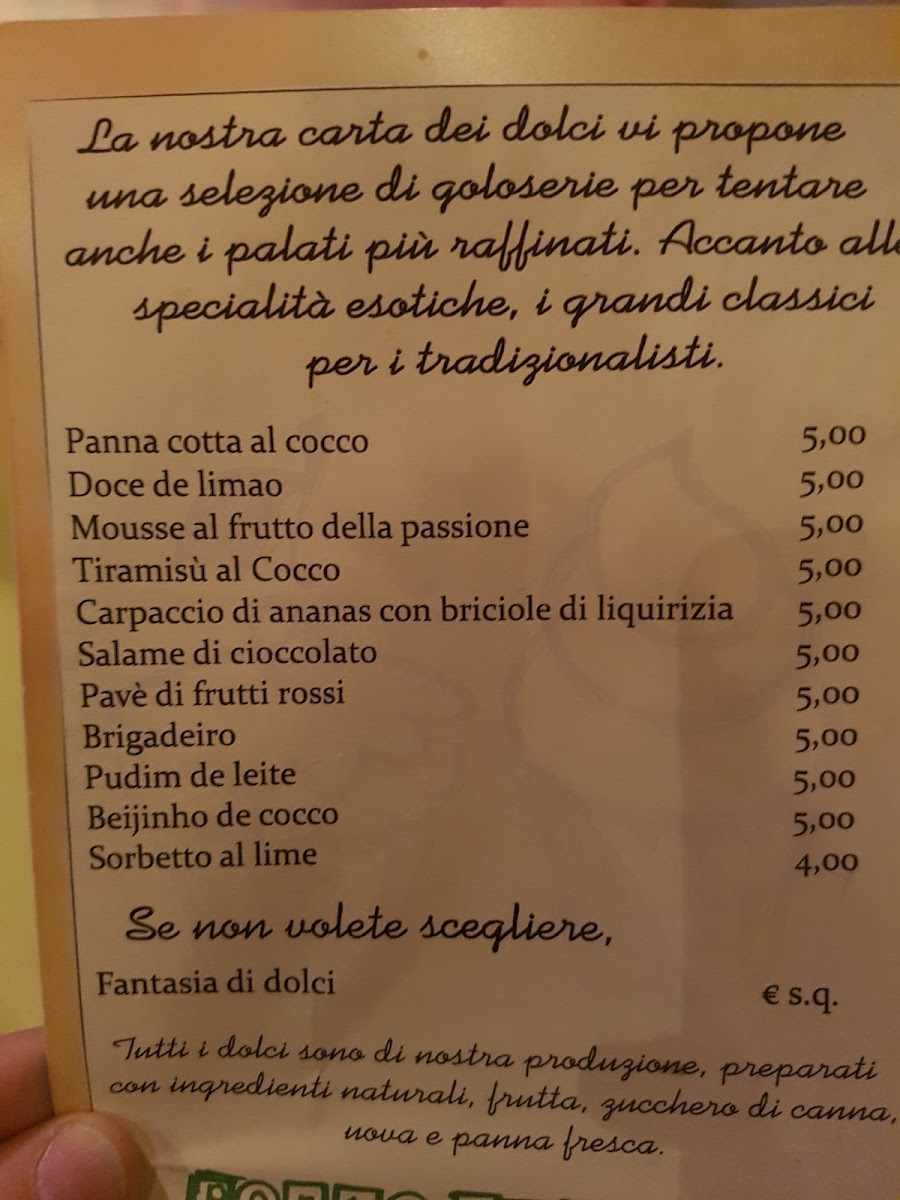 La nostra carta dei dolci vi propone
una selezione di goloserie per tentare
anche i palati più raffinati. Accanto alle
specialità esotiche, i grandi classici
per i tradizionalisti.
Panna cotta al cocco 5,00
Doce de limao 5,00
Mousse al frutto della passione 5,00
Tiramisù al Cocco 5,00
Carpaccio di ananas con briciole di liquirizia 5,00
Salame di cioccolato 5,00
Pavè di frutti rossi 5,00
Brigadeiro 5,00
Pudim de leite 5,00
Beijinho de cocco 5,00
Sorbetto al lime 4,00
Se non volete scegliere,
Fantasia di dolci € s.q.
Tutti i dolci sono di nostra produzione, preparati
con ingredienti naturali, frutta, zucchero di canna,
uova e panna fresca.